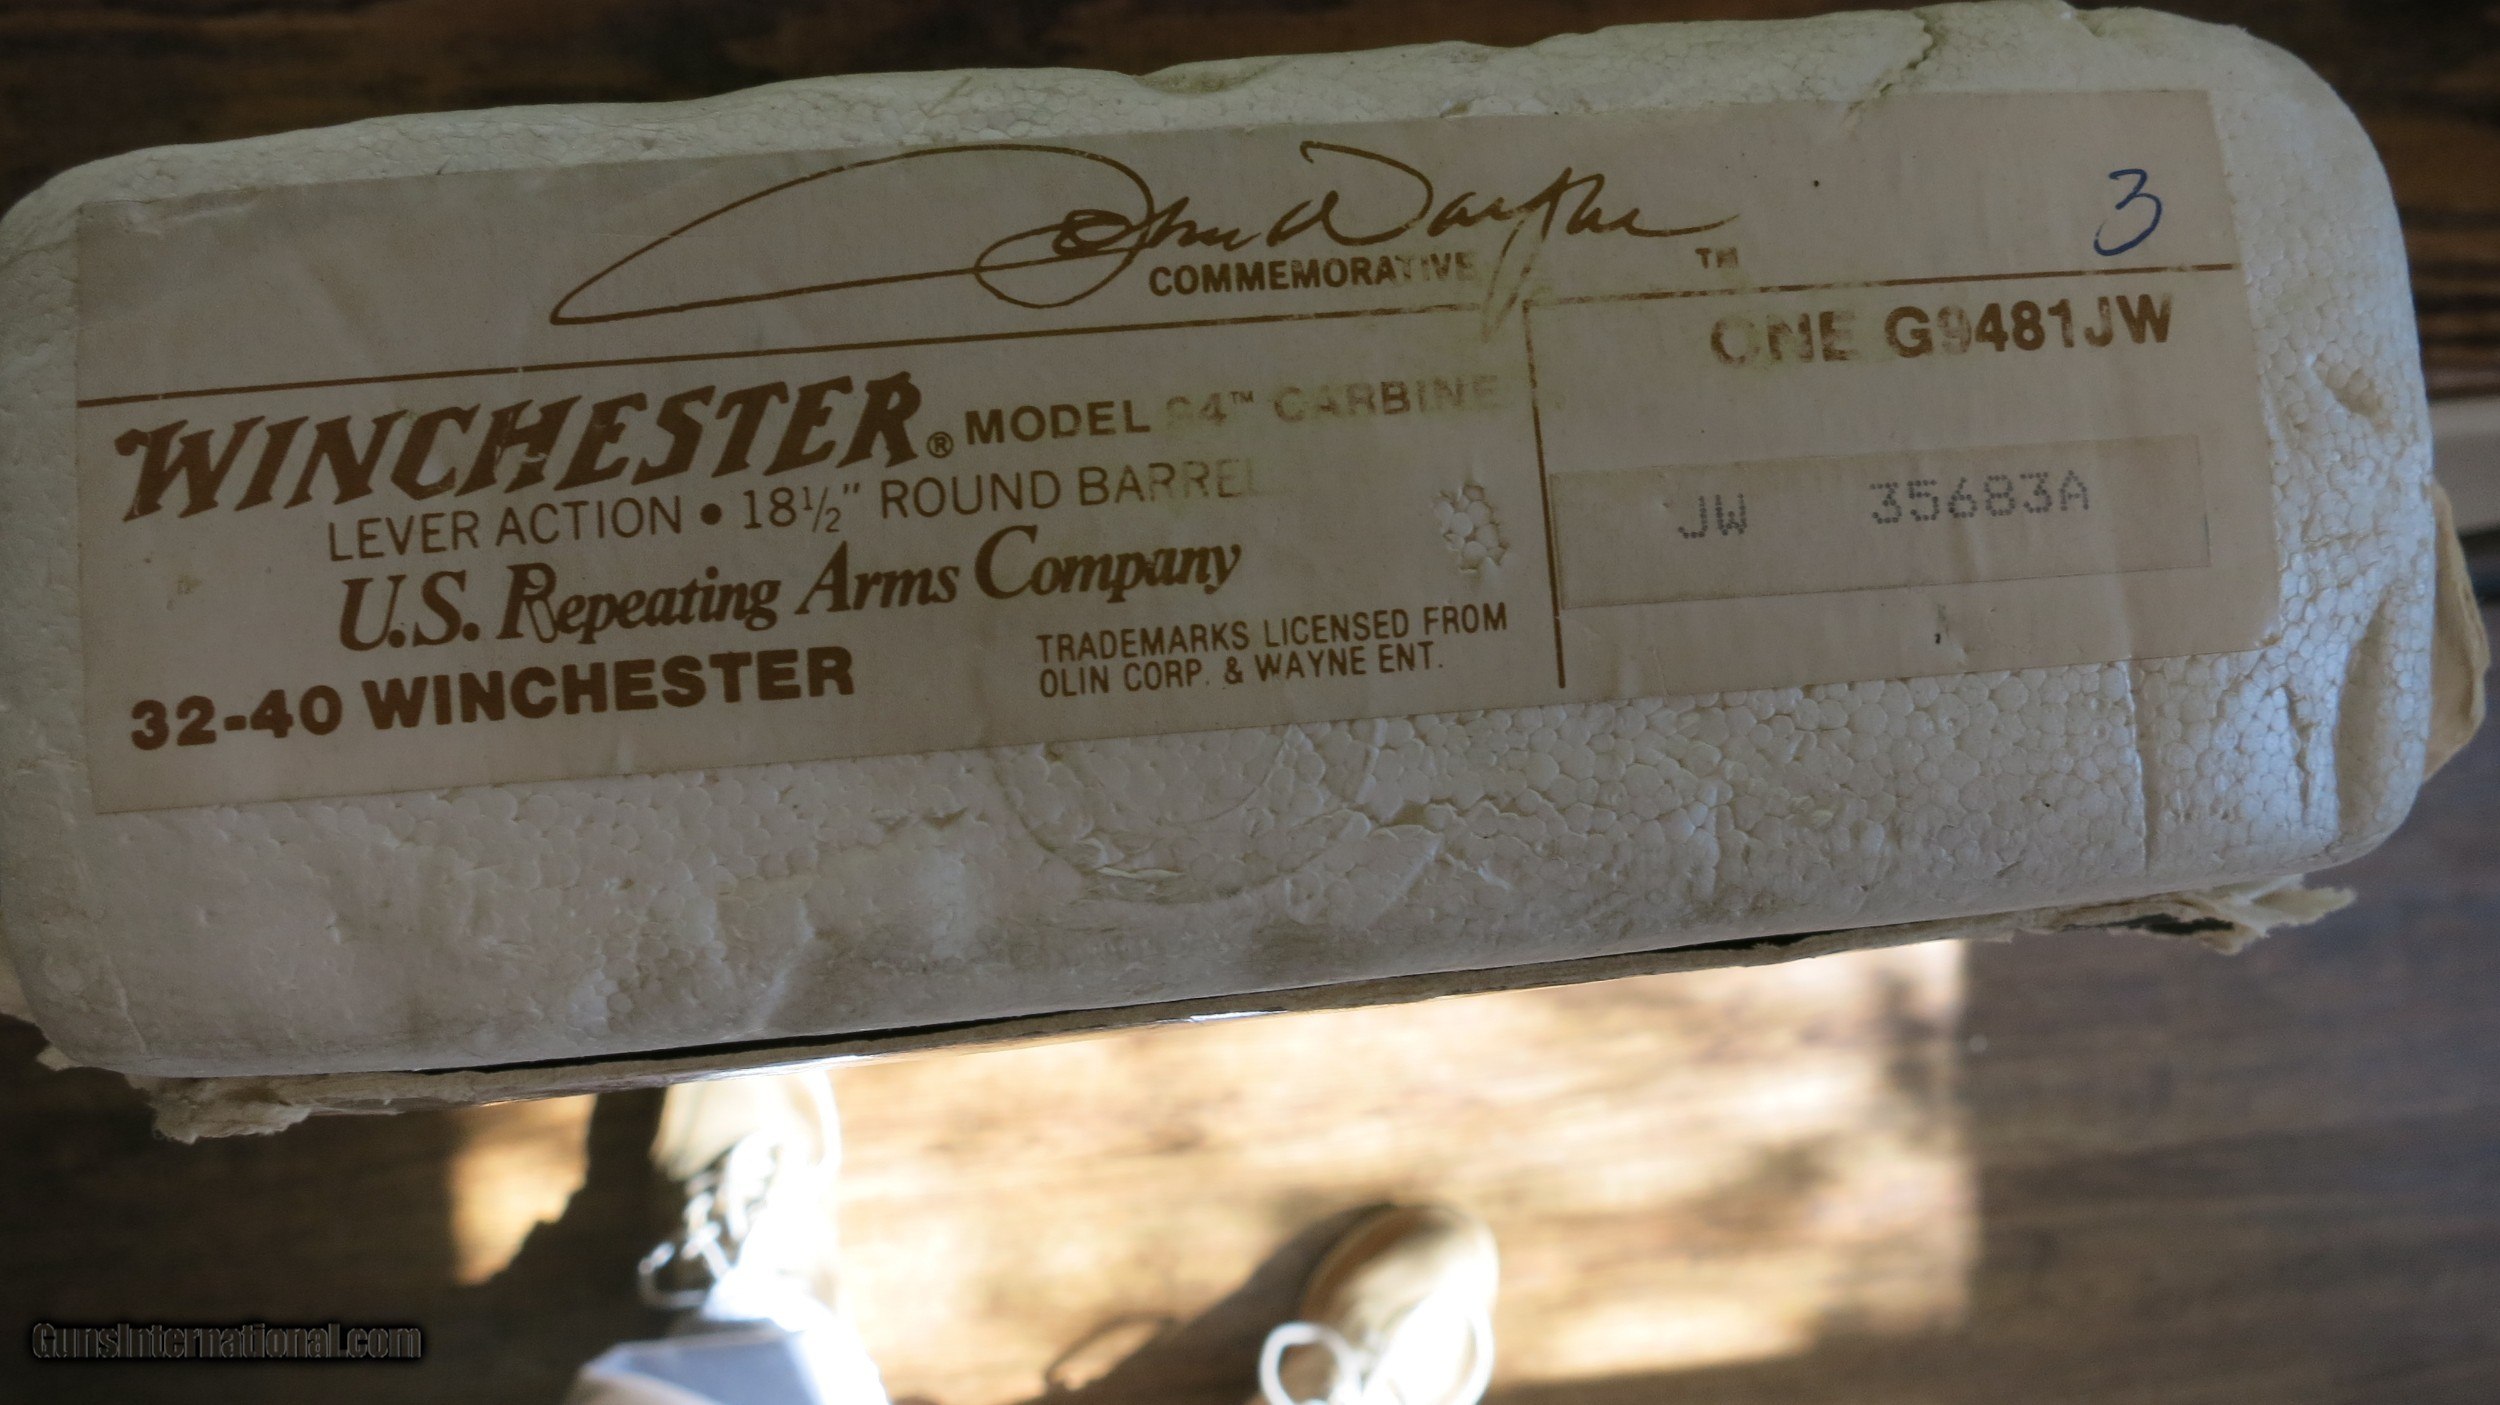 John Wayne
COMMEMORATIVE ™
3
WINCHESTER® MODEL 94™ CARBINE
LEVER ACTION • 18½" ROUND BARREL
U.S. Repeating Arms Company
32-40 WINCHESTER
TRADEMARKS LICENSED FROM
OLIN CORP. & WAYNE ENT.
ONE G9481JW
JW 35683A
GunsInternational.com